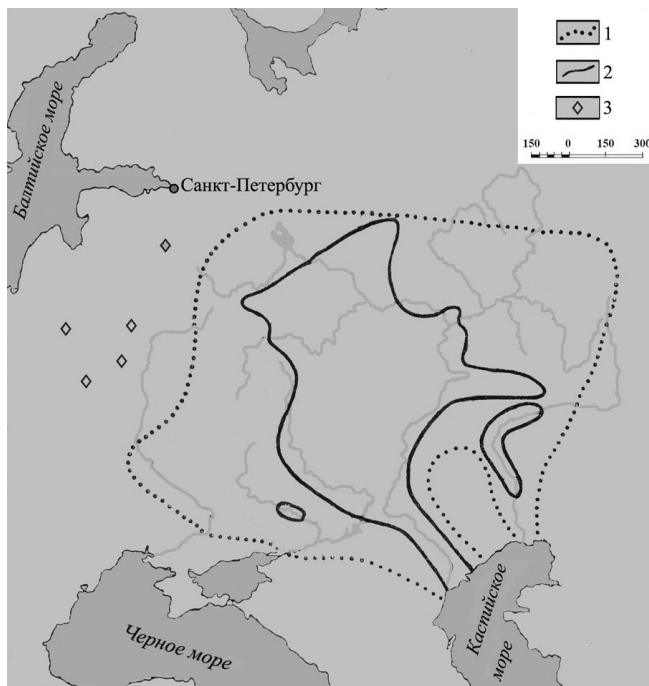 1
2
3
150 0 150 300
Балтийское море
Санкт-Петербург
Черное море
Каспийское
море